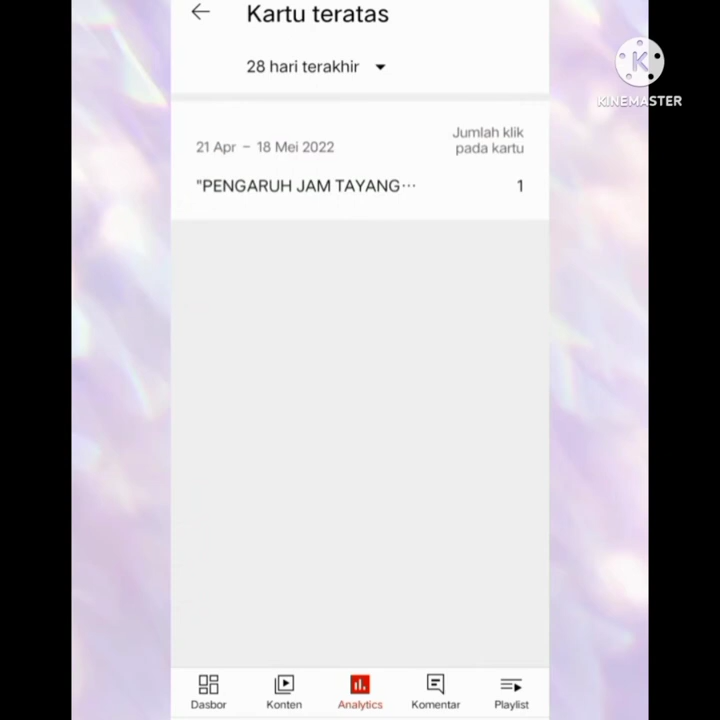 Kartu teratas
28 hari terakhir
KINEMASTER
21 Apr – 18 Mei 2022
Jumlah klik
pada kartu
"PENGARUH JAM TAYANG… 1
Dasbor Konten Analytics Komentar Playlist